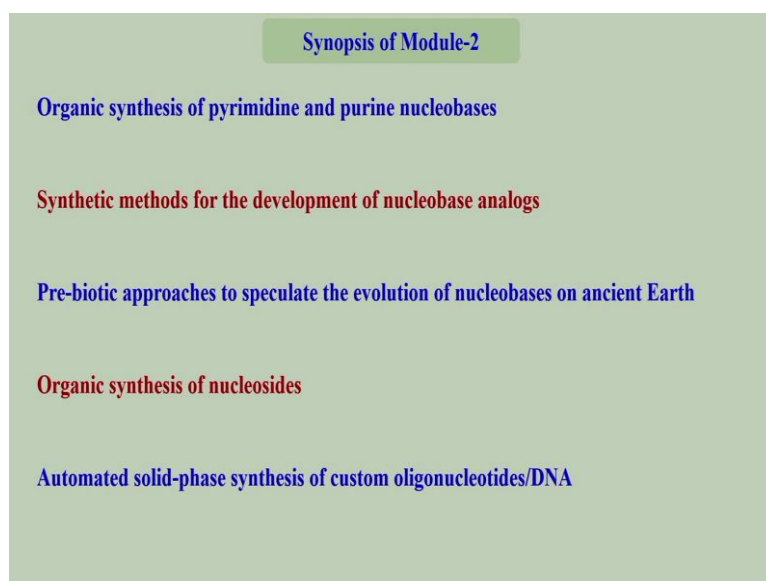 Synopsis of Module-2
Organic synthesis of pyrimidine and purine nucleobases
Synthetic methods for the development of nucleobase analogs
Pre-biotic approaches to speculate the evolution of nucleobases on ancient Earth
Organic synthesis of nucleosides
Automated solid-phase synthesis of custom oligonucleotides/DNA